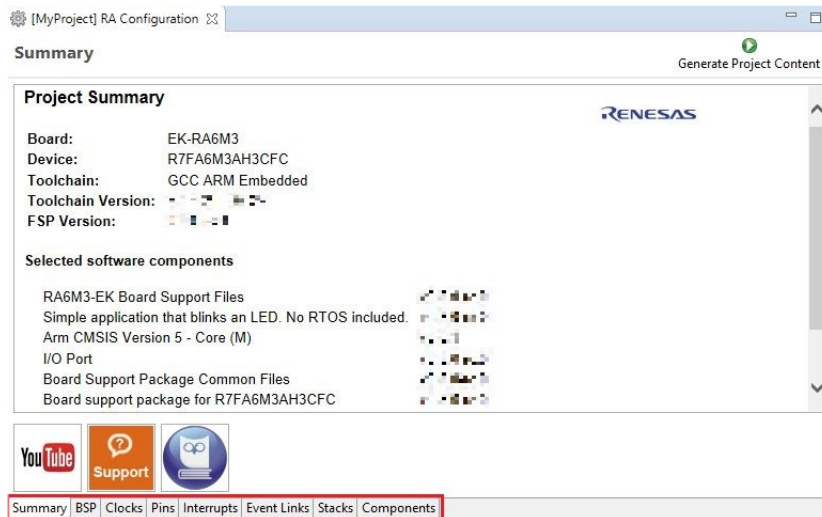 [MyProject] RA Configuration
Summary
Generate Project Content
Project Summary
RENESAS
Board: EK-RA6M3
Device: R7FA6M3AH3CFC
Toolchain: GCC ARM Embedded
Toolchain Version:
FSP Version:
Selected software components
RA6M3-EK Board Support Files
Simple application that blinks an LED. No RTOS included.
Arm CMSIS Version 5 - Core (M)
I/O Port
Board Support Package Common Files
Board support package for R7FA6M3AH3CFC
YouTube
Support
Summary BSP Clocks Pins Interrupts Event Links Stacks Components